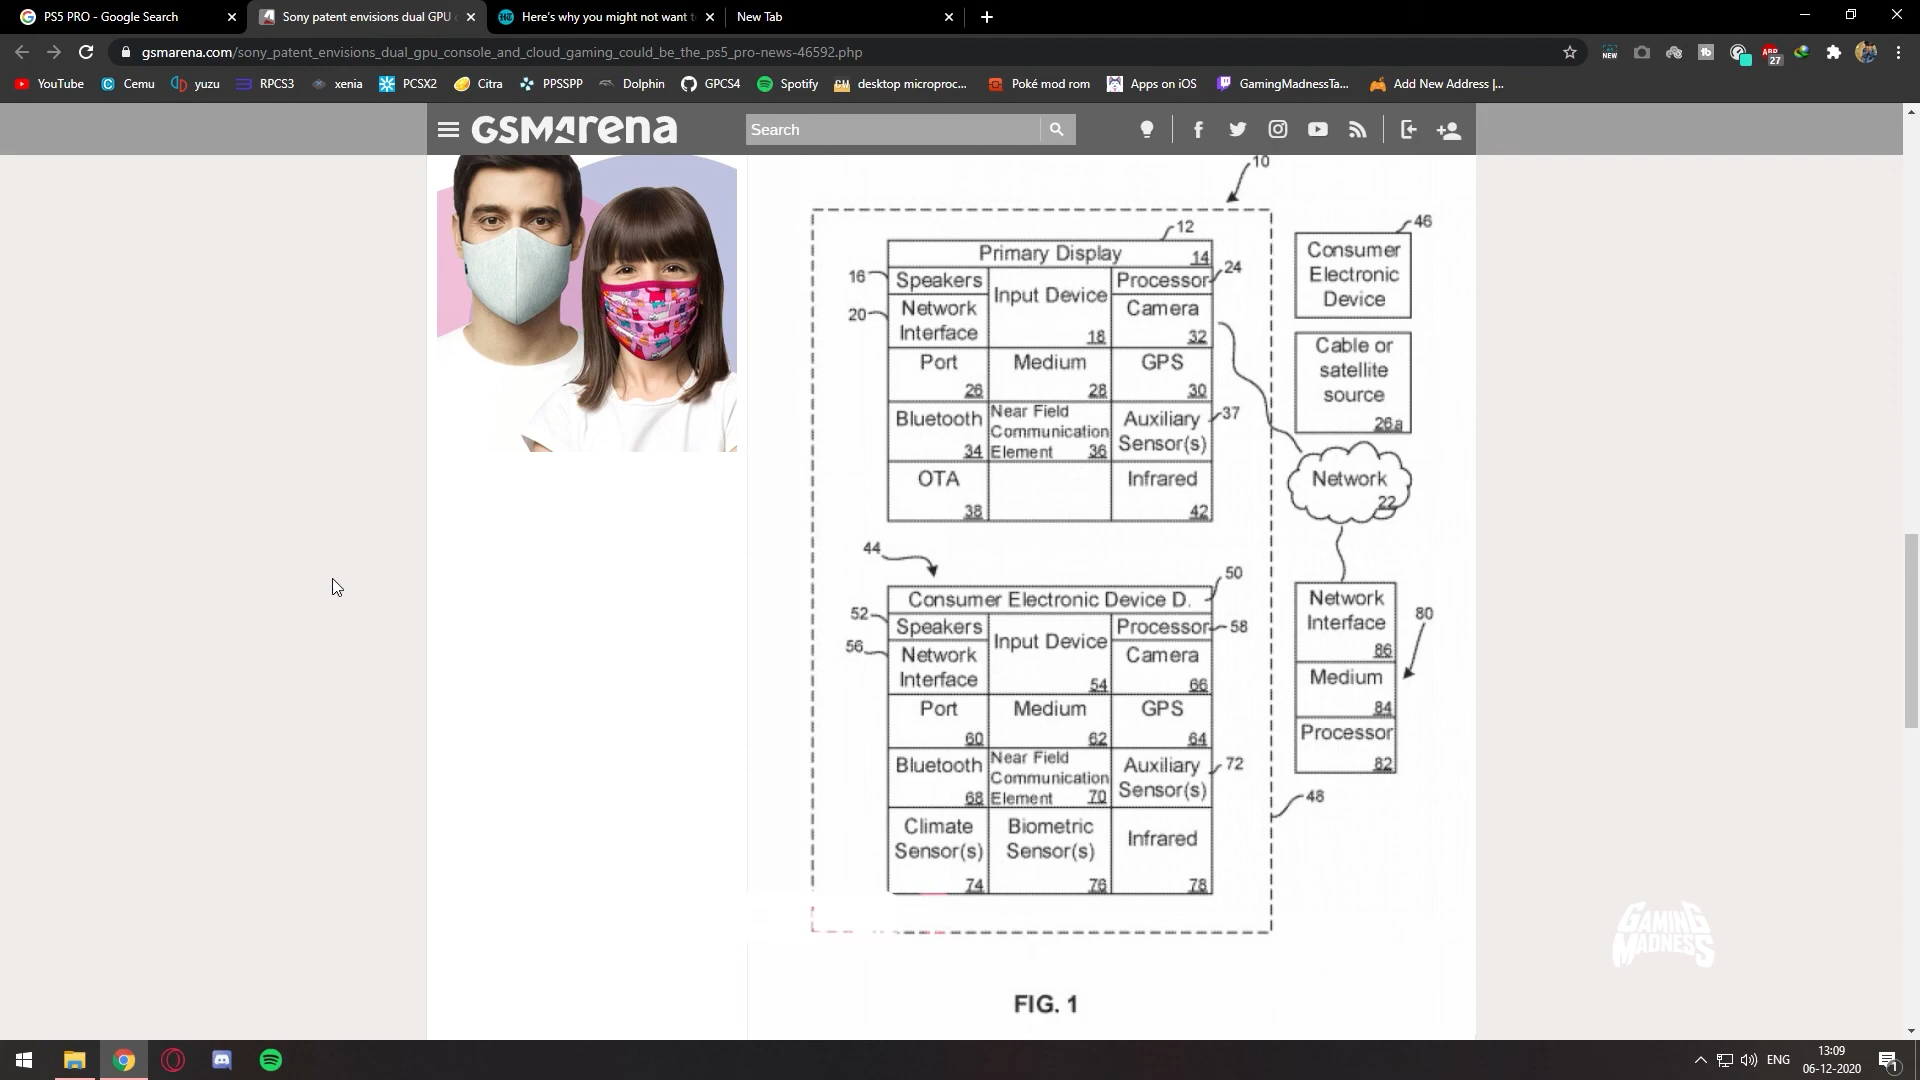 PS5 PRO - Google Search
Sony patent envisions dual GPU c
Here's why you might not want t
New Tab
gsmarena.com/sony_patent_envisions_dual_gpu_console_and_cloud_gaming_could_be_the_ps5_pro-news-46592.php
NEW
ABP
27
YouTube
Cemu
yuzu
RPCS3
xenia
PCSX2
Citra
PPSSPP
Dolphin
GPCS4
Spotify
desktop microproc...
Poké mod rom
Apps on iOS
GamingMadnessTa...
Add New Address |...
GSMArena
Search
10
12
Primary Display
14
16
Speakers
Input Device
18
Processor
24
20
Network
Interface
Camera
32
Port
26
Medium
28
GPS
30
Bluetooth
34
Near Field
Communication
Element 36
Auxiliary
Sensor(s)
37
OTA
38
Infrared
42
46
Consumer
Electronic
Device
Cable or
satellite
source
26a
Network
22
44
50
Consumer Electronic Device D.
52
Speakers
Input Device
54
Processor
58
56
Network
Interface
Camera
66
Port
60
Medium
62
GPS
64
Bluetooth
68
Near Field
Communication
Element 70
Auxiliary
Sensor(s)
72
Climate
Sensor(s)
74
Biometric
Sensor(s)
76
Infrared
78
Network
Interface
86
80
Medium
84
Processor
82
48
FIG. 1
GAMING
MADNESS
ENG
13:09
06-12-2020
1